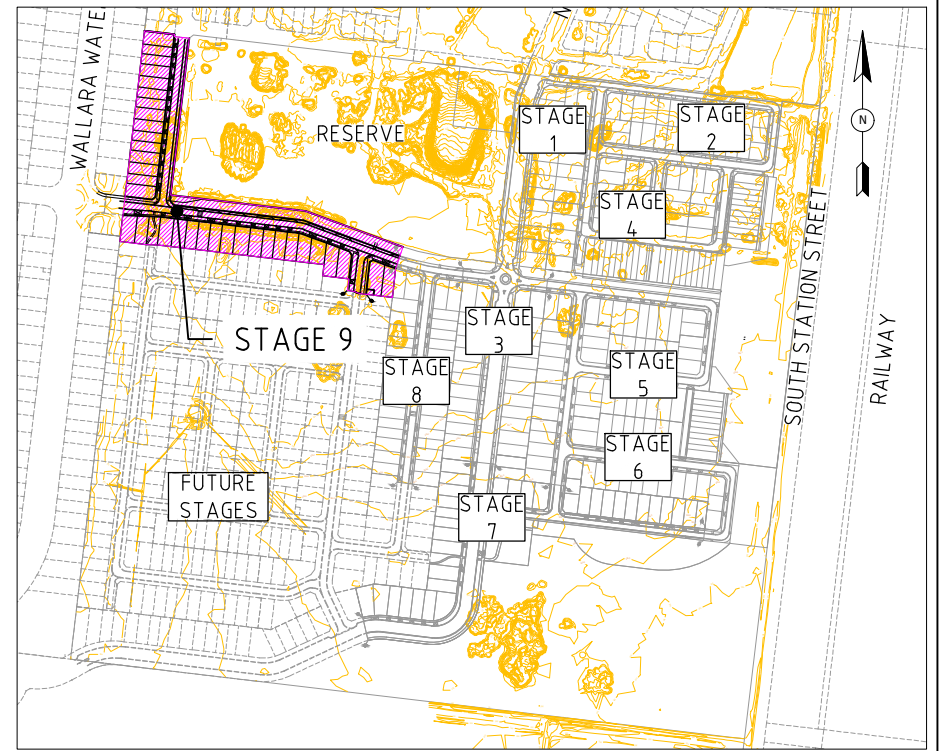 WALLARA WATE
N
RESERVE
STAGE
1
STAGE
2
STAGE
4
STAGE 9
STAGE
3
STAGE
8
STAGE
5
STAGE
6
STAGE
7
FUTURE
STAGES
SOUTH STATION STREET
RAILWAY